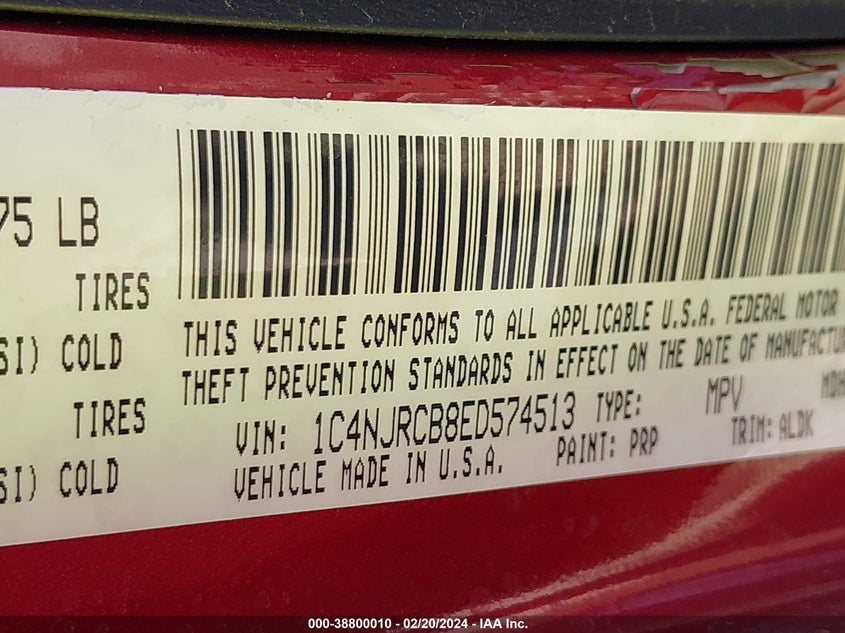 75 LB
TIRES
SI) COLD
TIRES
SI) COLD
THIS VEHICLE CONFORMS TO ALL APPLICABLE U.S.A. FEDERAL MOTOR
THEFT PREVENTION STANDARDS IN EFFECT ON THE DATE OF MANUFACTU
VIN: 1C4NJRCB8ED574513 TYPE: MPV MDH
VEHICLE MADE IN U.S.A. PAINT: PRP TRIM: ALDK
000-38800010 - 02/20/2024 - IAA Inc.